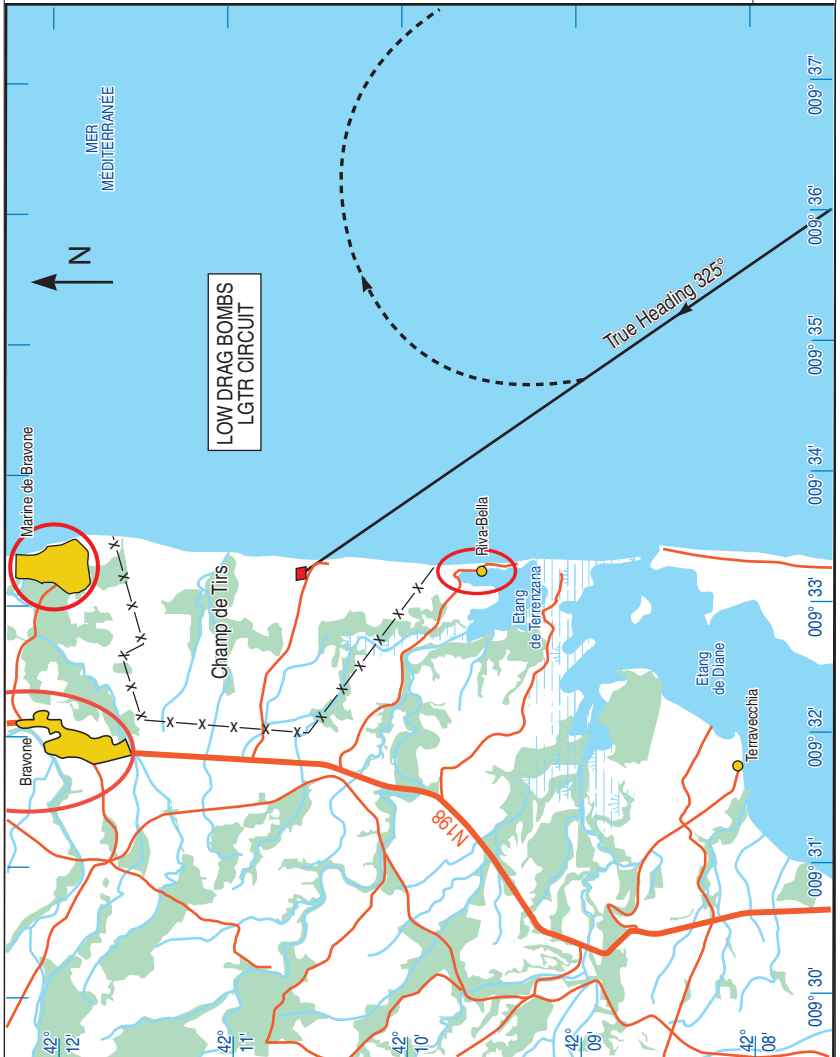 MER
MÉDITERRANÉE
N
LOW DRAG BOMBS
LGTR CIRCUIT
True Heading 325°
Marine de Bravone
Bravone
Champ de Tirs
Riva-Bella
Etang
de Terrenzana
Etang
de Diane
Terravecchia
N1198
42°
12'
42°
11'
42°
10'
42°
09'
42°
08'
009° 30'
009° 31'
009° 32'
009° 33'
009° 34'
009° 35'
009° 36'
009° 37'